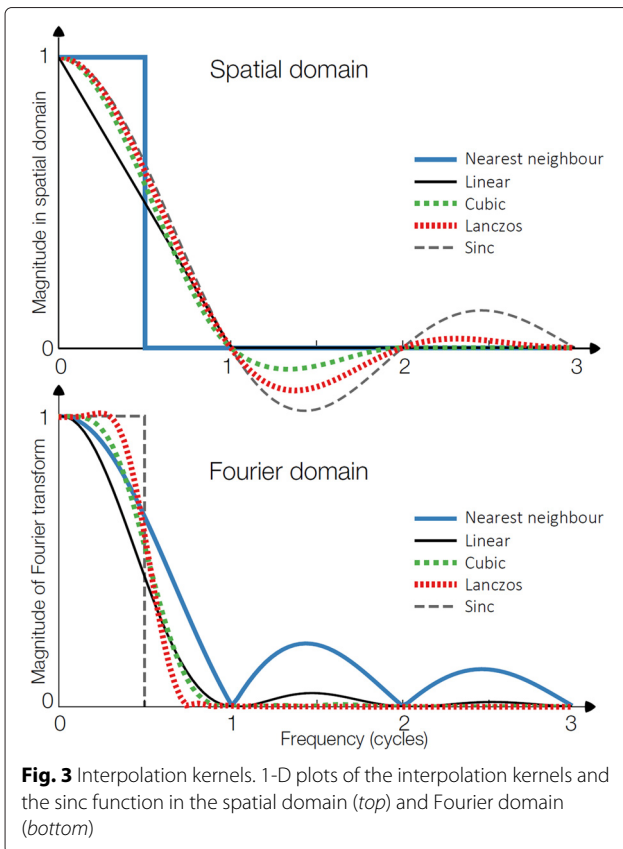 Spatial domain
Magnitude in spatial domain
1
0
Nearest neighbour
Linear
Cubic
Lanczos
Sinc
0 1 2 3
Fourier domain
Magnitude of Fourier transform
1
0
Nearest neighbour
Linear
Cubic
Lanczos
Sinc
0 1 2 3
Frequency (cycles)
Fig. 3 Interpolation kernels. 1-D plots of the interpolation kernels and
the sinc function in the spatial domain (top) and Fourier domain
(bottom)